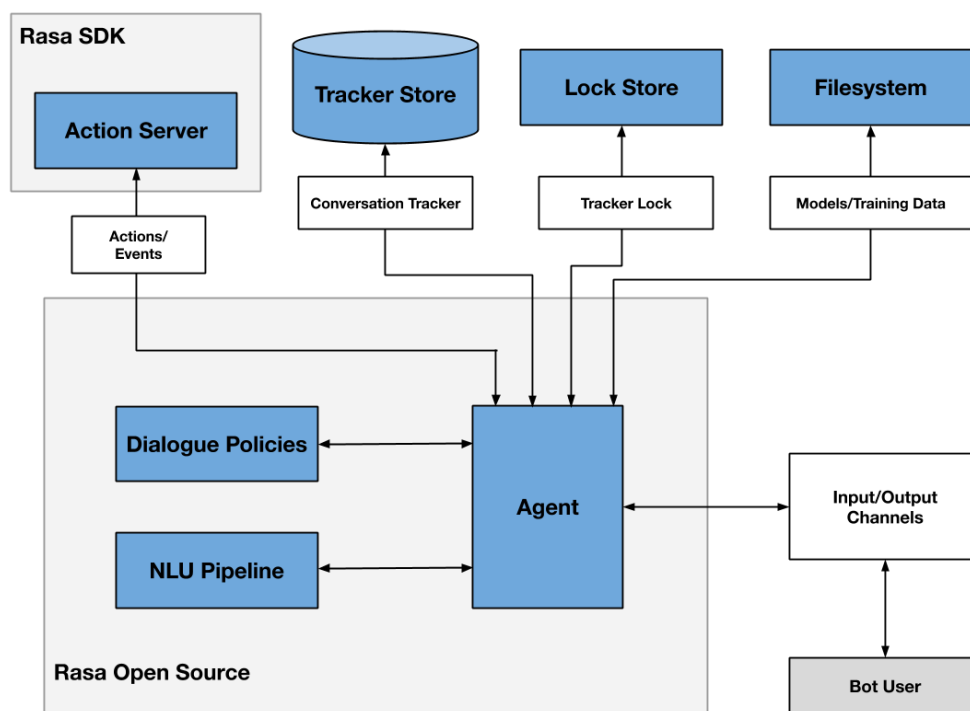 Rasa SDK
Action Server
Tracker Store
Lock Store
Filesystem
Actions/
Events
Conversation Tracker
Tracker Lock
Models/Training Data
Dialogue Policies
NLU Pipeline
Agent
Input/Output
Channels
Rasa Open Source
Bot User